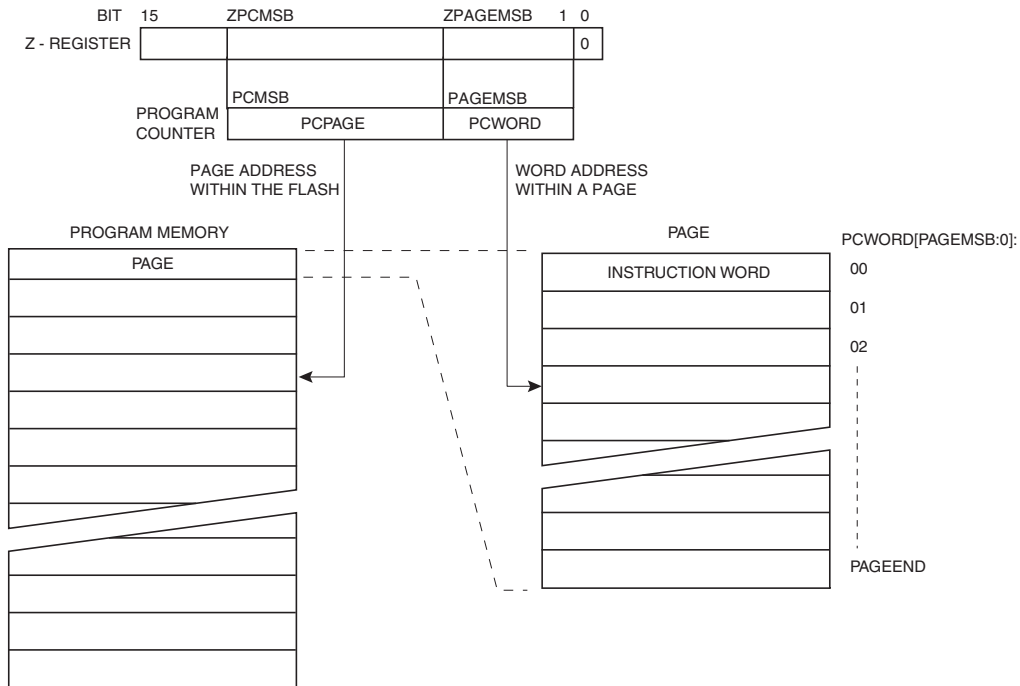 BIT 15 ZPCMSB ZPAGEMSB 1 0
Z - REGISTER 0
PCMSB PAGEMSB
PROGRAM
COUNTER
PCPAGE PCWORD
PAGE ADDRESS
WITHIN THE FLASH
WORD ADDRESS
WITHIN A PAGE
PROGRAM MEMORY
PAGE
PAGE
PCWORD[PAGEMSB:0]:
INSTRUCTION WORD
00
01
02
PAGEEND